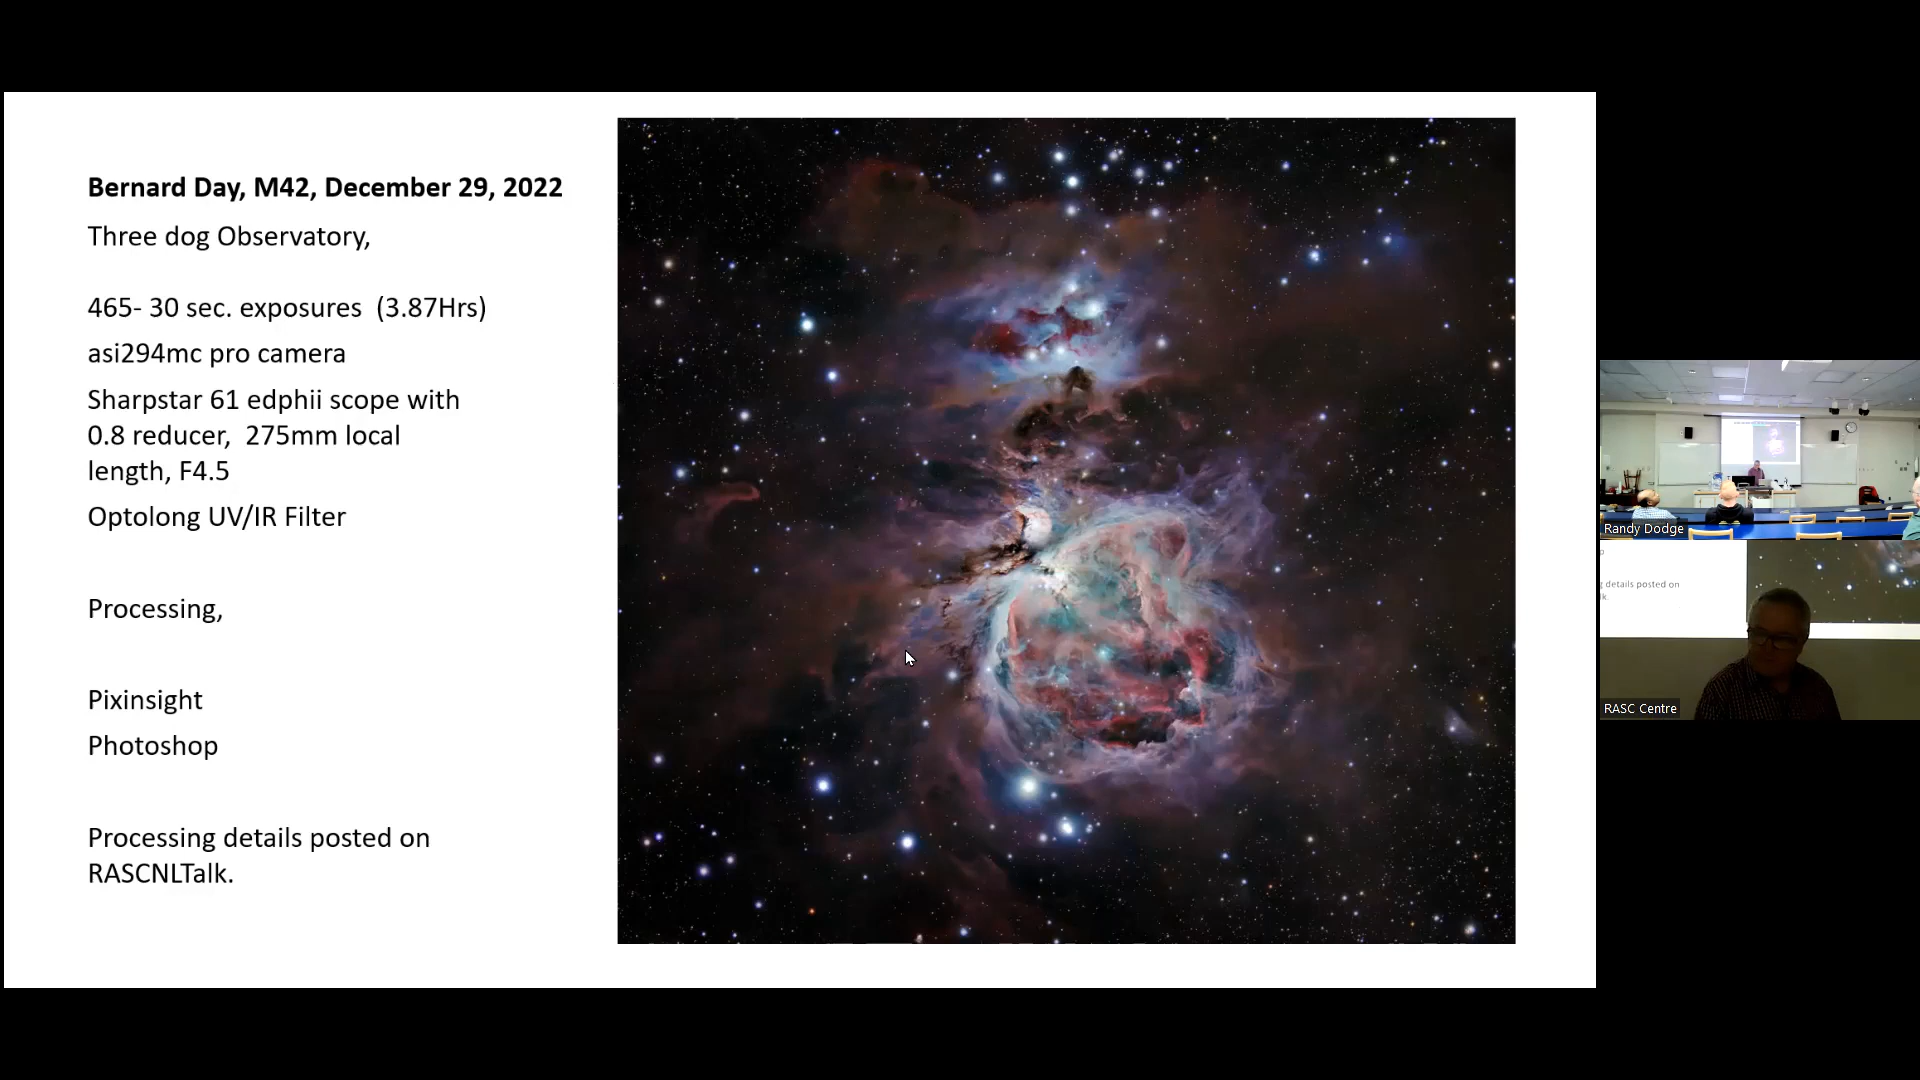 Bernard Day, M42, December 29, 2022
Three dog Observatory,
465- 30 sec. exposures (3.87Hrs)
asi294mc pro camera
Sharpstar 61 edphii scope with
0.8 reducer, 275mm local
length, F4.5
Optolong UV/IR Filter
Processing,
Pixinsight
Photoshop
Processing details posted on
RASCNLTalk.
Randy Dodge
details posted on
RASC Centre